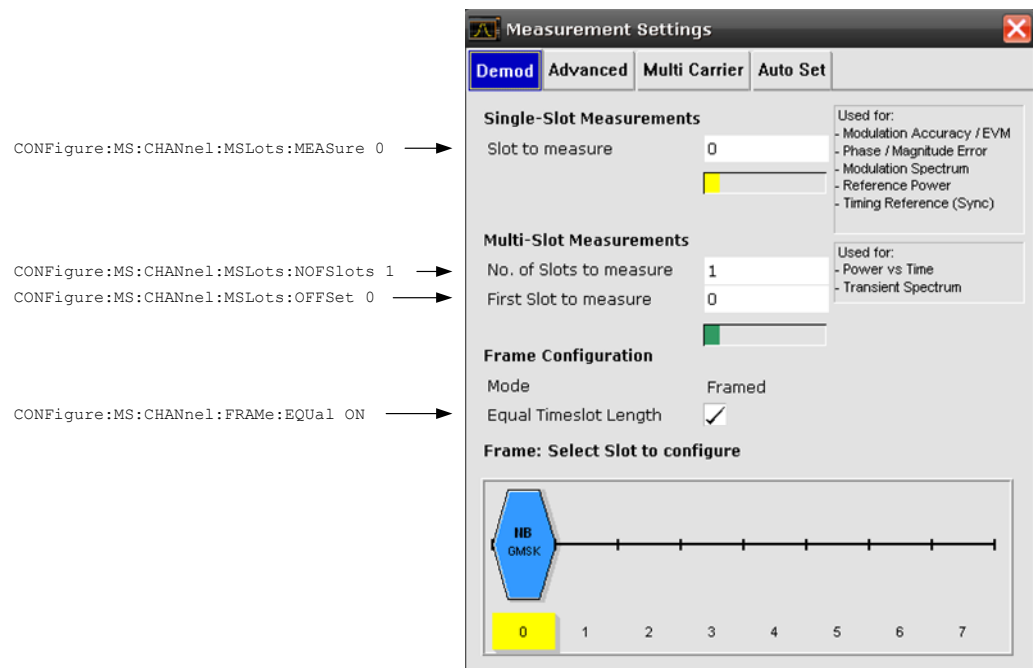 Measurement Settings
Demod Advanced Multi Carrier Auto Set
Single-Slot Measurements
CONFigure:MS:CHANnel:MSLots:MEASure 0
Slot to measure 0
Used for:
- Modulation Accuracy / EVM
- Phase / Magnitude Error
- Modulation Spectrum
- Reference Power
- Timing Reference (Sync)
Multi-Slot Measurements
CONFigure:MS:CHANnel:MSLots:NOFSlots 1
No. of Slots to measure 1
CONFigure:MS:CHANnel:MSLots:OFFSet 0
First Slot to measure 0
Used for:
- Power vs Time
- Transient Spectrum
Frame Configuration
Mode Framed
CONFigure:MS:CHANnel:FRAMe:EQUal ON
Equal Timeslot Length
Frame: Select Slot to configure
NB
GMSK
0 1 2 3 4 5 6 7